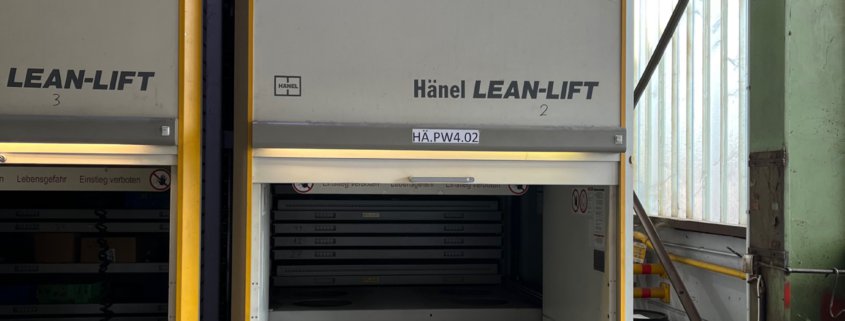 LEAN-LIFT
3
HÄNEL
Hänel LEAN-LIFT
2
HÄ.PW4.02
Lebensgefahr Einstieg verboten
Einstieg verboten Lebensgefahr Einstieg verboten